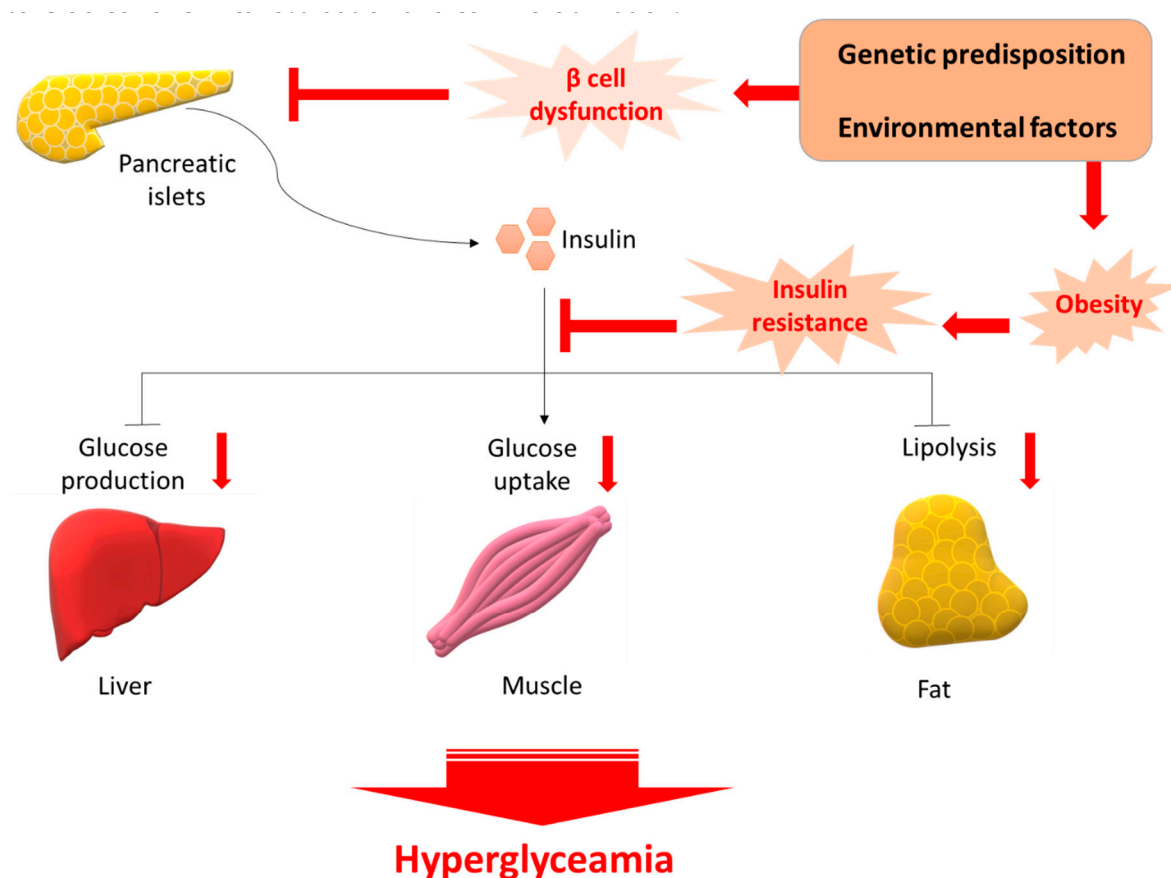 Genetic predisposition
Environmental factors
β cell
dysfunction
Pancreatic
islets
Insulin
Insulin
resistance
Obesity
Glucose
production
Glucose
uptake
Lipolysis
Liver
Muscle
Fat
Hyperglyceamia